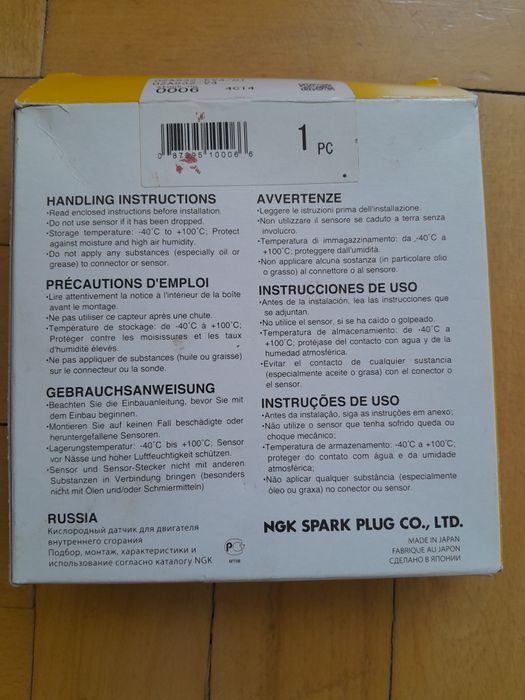 0006
4C14
0 87295 10006 6
1 PC
HANDLING INSTRUCTIONS
•Read enclosed instructions before installation.
•Do not use sensor if it has been dropped.
•Storage temperature: -40˚C to +100˚C; Protect
against moisture and high air humidity.
•Do not apply any substances (especially oil or
grease) to connector or sensor.
PRÉCAUTIONS D'EMPLOI
•Lire attentivement la notice à l'intérieur de la boîte
avant le montage.
•Ne pas utiliser ce capteur après une chute.
•Température de stockage: de -40˚C à +100˚C;
Protéger contre les moisissures et les taux
d'humidité élevés.
•Ne pas appliquer de substances (huile ou graisse)
sur le connecteur ou la sonde.
GEBRAUCHSANWEISUNG
•Beachten Sie die Einbauanleitung, bevor Sie mit
dem Einbau beginnen.
•Montieren Sie auf keinen Fall beschädigte oder
heruntergefallene Sensoren.
•Lagerungstemperatur: -40˚C bis +100˚C; Sensor
vor Nässe und hoher Luftfeuchtigkeit schützen.
•Sensor und Sensor-Stecker nicht mit anderen
Substanzen in Verbindung bringen (besonders
nicht mit Ölen und/oder Schmiermitteln)
RUSSIA
Кислородный датчик для двигателя
внутреннего сгорания
Подбор, монтаж, характеристики и
использование согласно каталогу NGK
AVVERTENZE
•Leggere le istruzioni prima dell'installazione.
•Non utilizzare il sensore se caduto a terra senza
involucro.
•Temperatura di immagazzinamento: da -40˚C a
+100˚C; proteggere dall'umidità.
•Non applicare alcuna sostanza (in particolare olio
o grasso) al connettore o al sensore.
INSTRUCCIONES DE USO
•Antes de la instalación, lea las instrucciones que
se adjuntan.
•No utilice el sensor, si se ha caído o golpeado.
•Temperatura de almacenamiento: de -40˚C a
+100˚C; protéjase del contacto con agua y de la
humedad atmosférica.
•Evitar el contacto de cualquier sustancia
(especialmente aceite o grasa) con el conector o
el sensor.
INSTRUÇÕES DE USO
•Antes da instalação, siga as instruções em anexo;
•Não utilize o sensor que tenha sofrido queda ou
choque mecânico;
•Temperatura de armazenamento: -40˚C a +100˚C;
proteger do contato com água e da umidade
atmosférica;
•Não aplicar qualquer substância (especialmente
óleo ou graxa) no conector ou sensor.
NGK SPARK PLUG CO., LTD.
MADE IN JAPAN
FABRIQUE AU JAPON
СДЕЛАНО В ЯПОНИИ